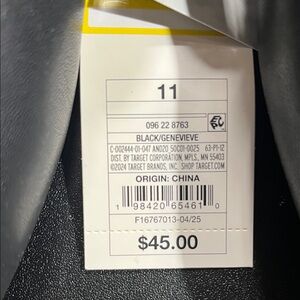 11
096 22 8763
BLACK/GENEVIEVE
C-002444-01-047 AN020 50C01-0025 63-P1-12
DIST. BY TARGET CORPORATION, MPLS, MN 55403
©2024 TARGET BRANDS, INC. SHOP TARGET.COM
ORIGIN: CHINA
1 98420 65461 0
F16767013-04/25
$45.00